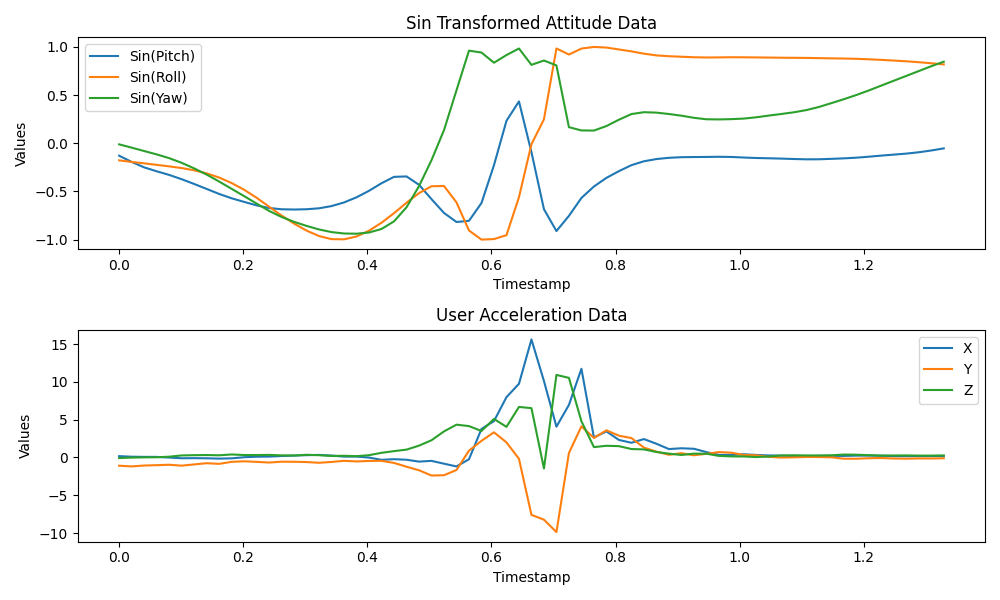 Sin Transformed Attitude Data
Values
1.0
0.5
0.0
−0.5
−1.0
Sin(Pitch)
Sin(Roll)
Sin(Yaw)
0.0 0.2 0.4 0.6 0.8 1.0 1.2
Timestamp
User Acceleration Data
Values
15
10
5
0
−5
−10
X
Y
Z
0.0 0.2 0.4 0.6 0.8 1.0 1.2
Timestamp